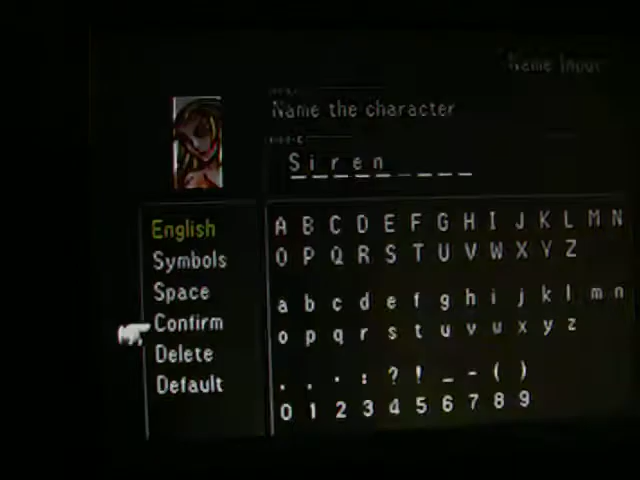 Name Input
Name the character
Siren
English
Symbols
Space
Confirm
Delete
Default
A B C D E F G H I J K L M N
O P Q R S T U V W X Y Z
a b c d e f g h i j k l m n
o p q r s t u v w x y z
. , · : ? ! _ - ( )
0 1 2 3 4 5 6 7 8 9